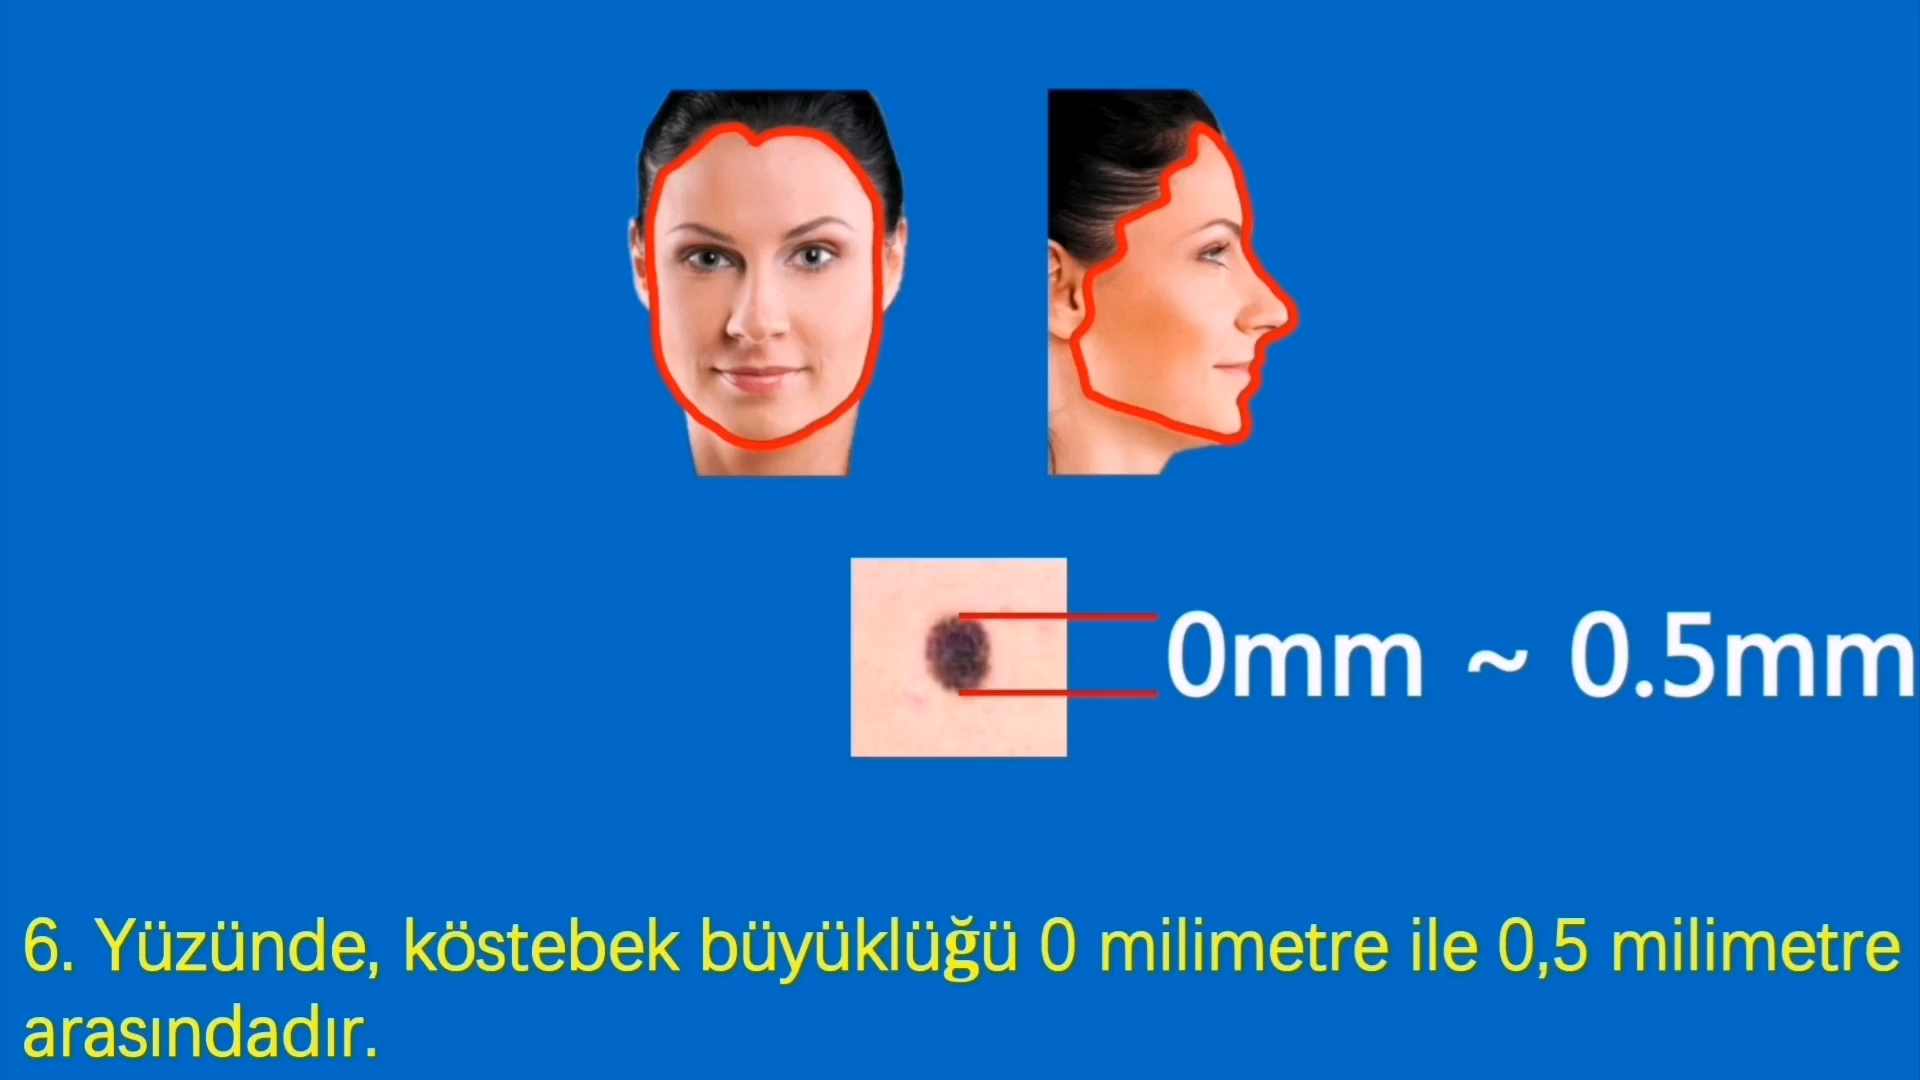 0mm ~ 0.5mm
6. Yüzünde, köstebek büyüklüğü 0 milimetre ile 0,5 milimetre
arasındadır.